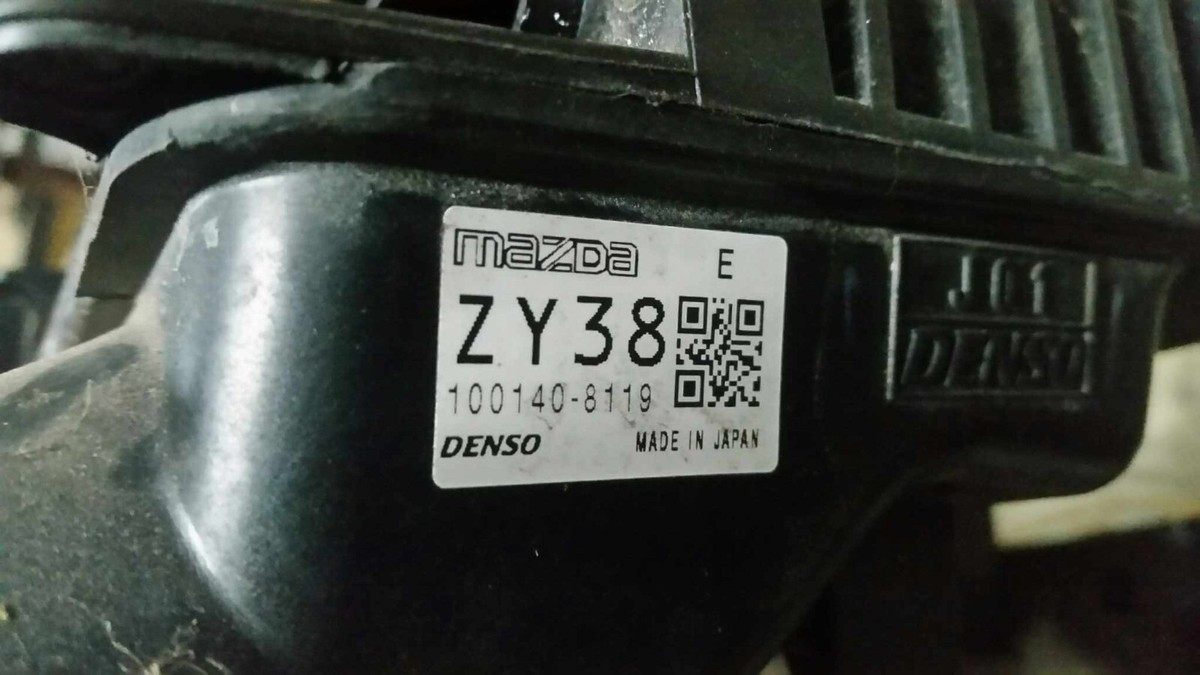 mazda E
ZY38
100140-8119
DENSO MADE IN JAPAN
J01
DENSO